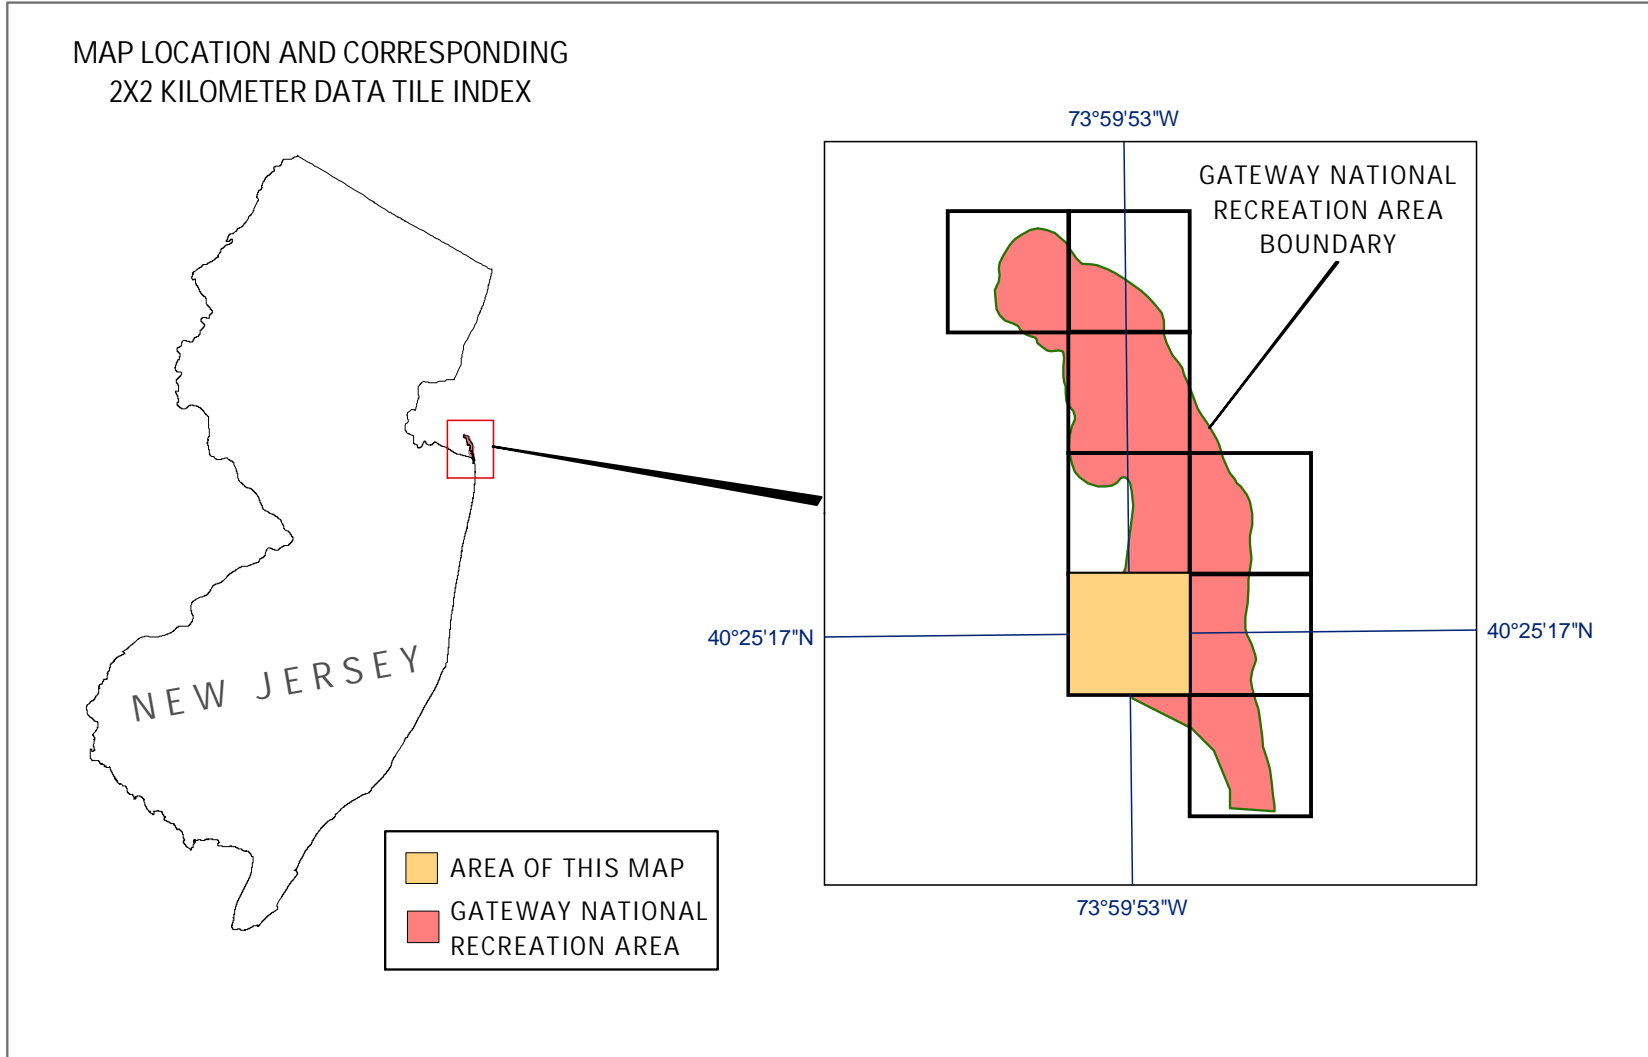 MAP LOCATION AND CORRESPONDING
2X2 KILOMETER DATA TILE INDEX
73°59'53"W
GATEWAY NATIONAL
RECREATION AREA
BOUNDARY
40°25'17"N
40°25'17"N
NEW JERSEY
AREA OF THIS MAP
GATEWAY NATIONAL
RECREATION AREA
73°59'53"W